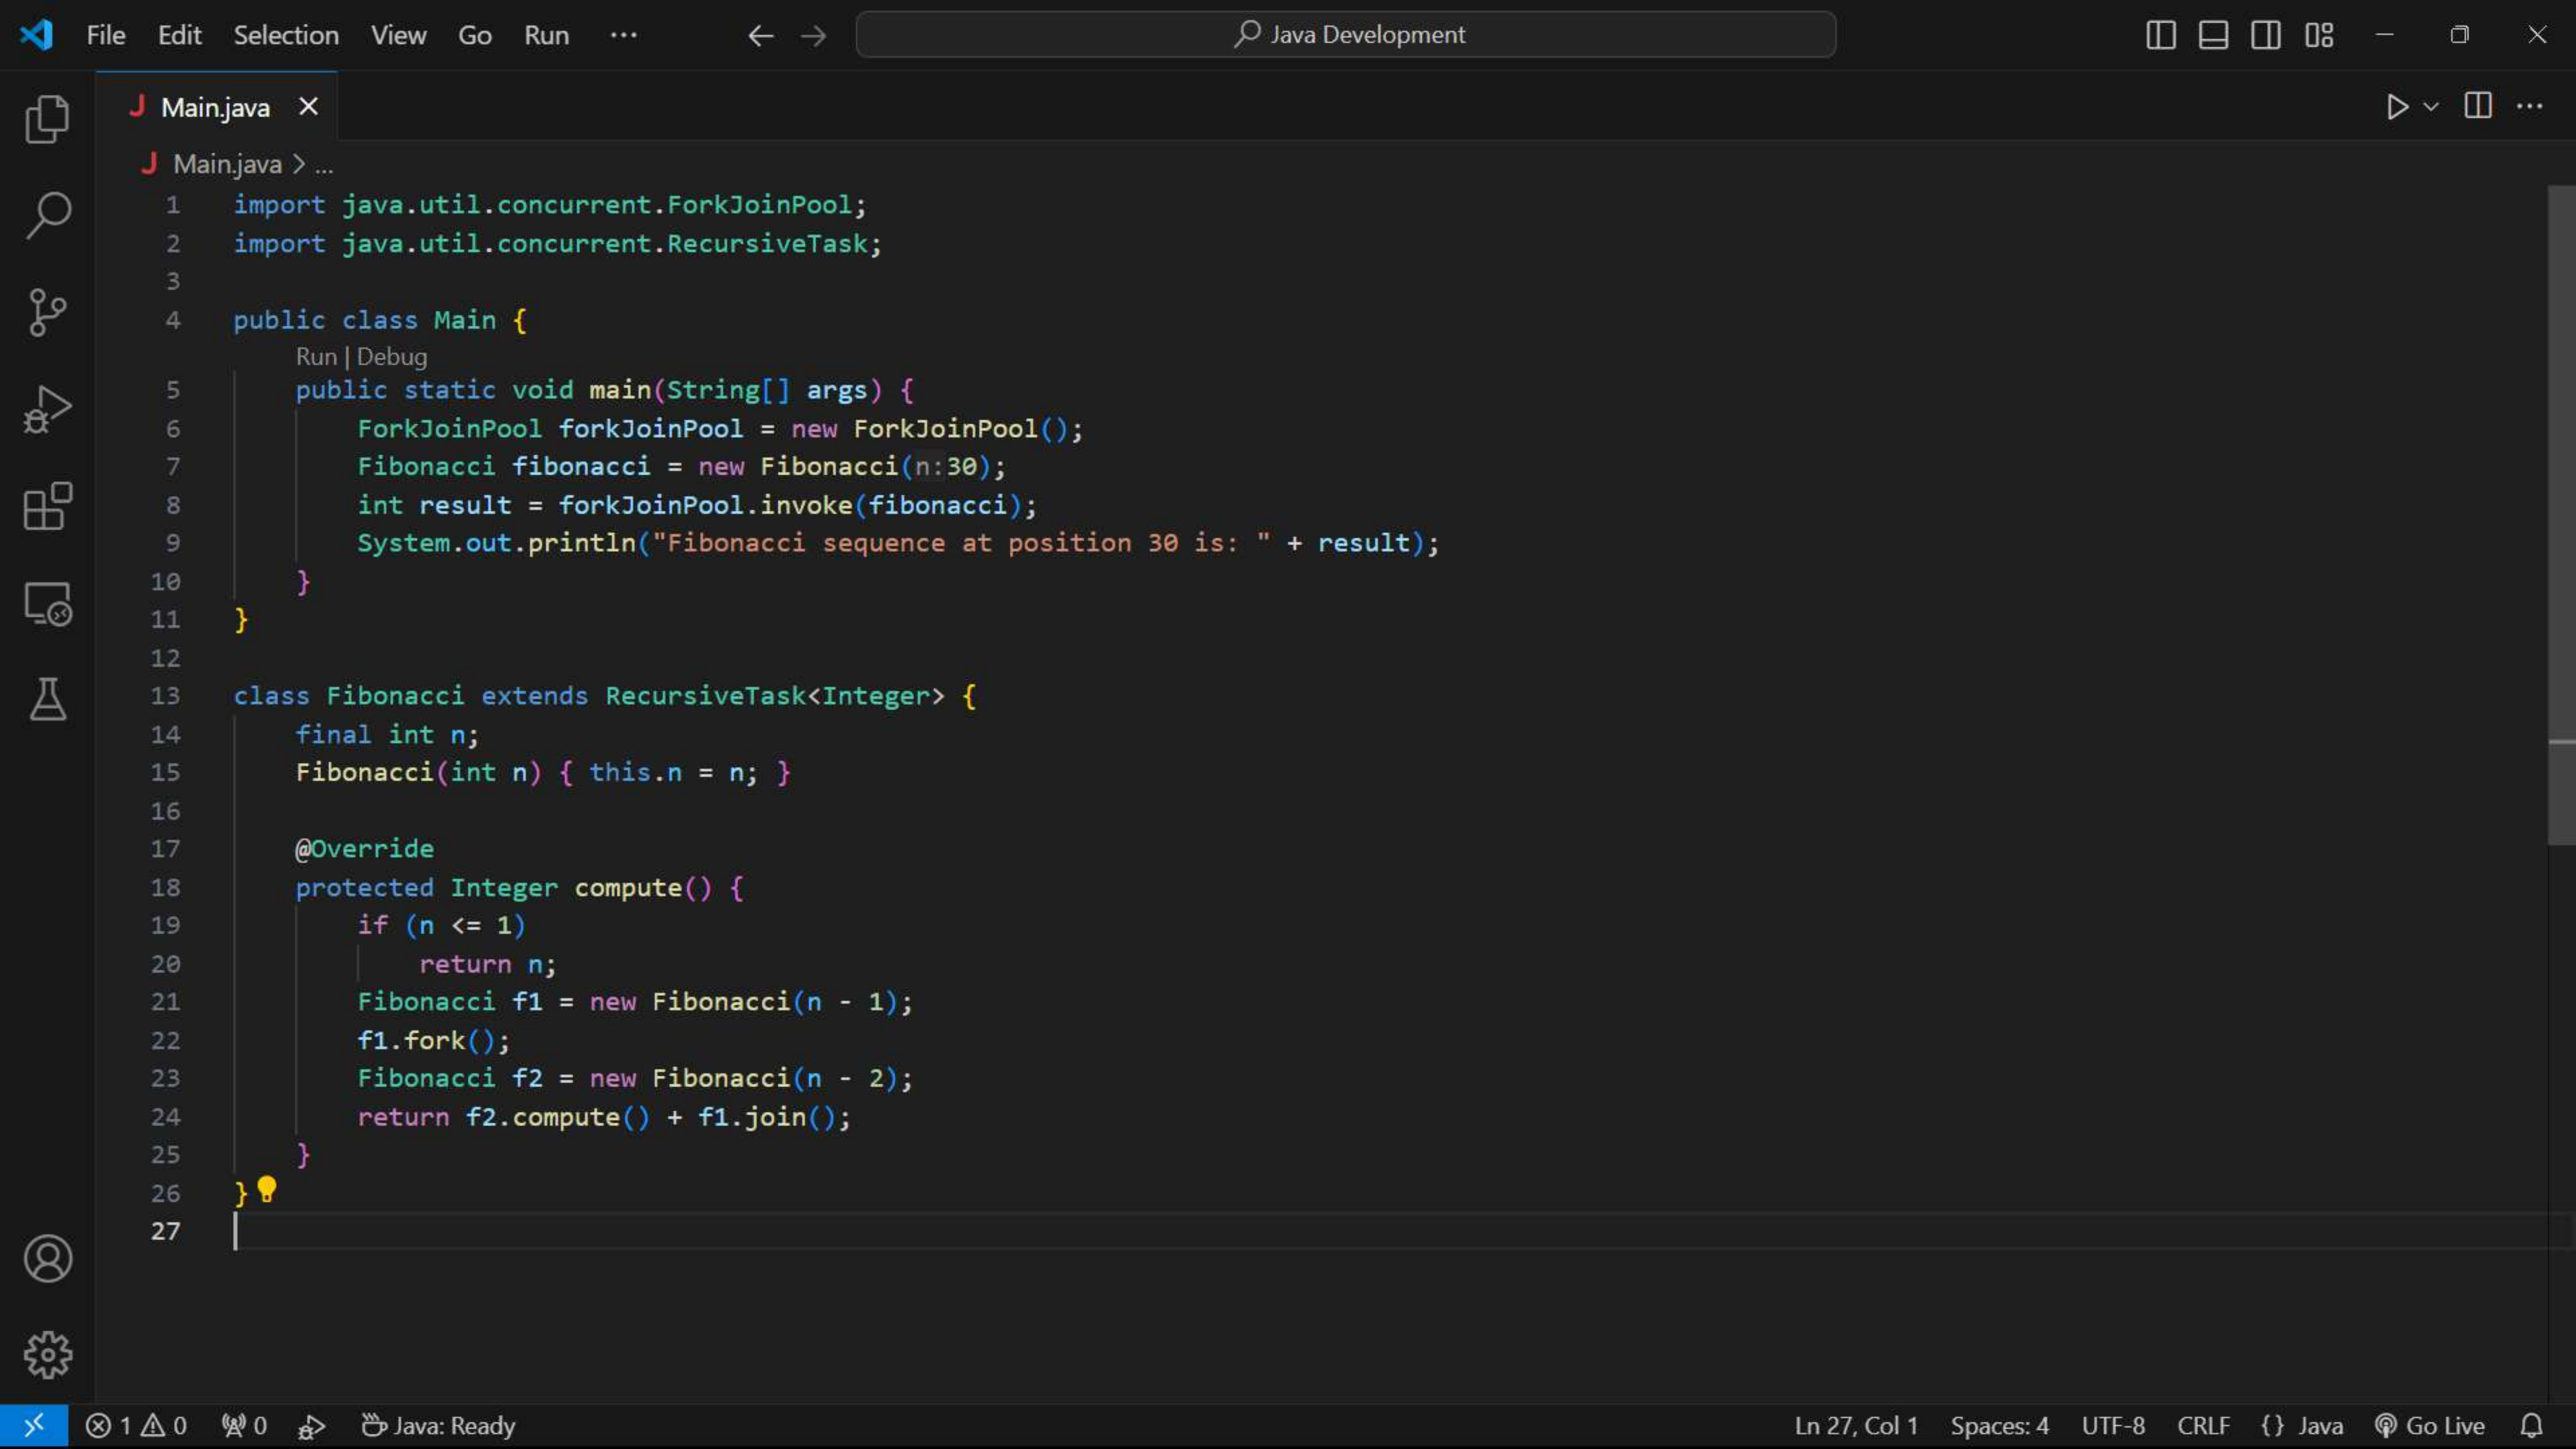 File Edit Selection View Go Run ··· Java Development
J Main.java
J Main.java > ...
1 import java.util.concurrent.ForkJoinPool;
2 import java.util.concurrent.RecursiveTask;
3
4 public class Main {
Run | Debug
5     public static void main(String[] args) {
6         ForkJoinPool forkJoinPool = new ForkJoinPool();
7         Fibonacci fibonacci = new Fibonacci(n:30);
8         int result = forkJoinPool.invoke(fibonacci);
9         System.out.println("Fibonacci sequence at position 30 is: " + result);
10     }
11 }
12
13 class Fibonacci extends RecursiveTask<Integer> {
14     final int n;
15     Fibonacci(int n) { this.n = n; }
16
17     @Override
18     protected Integer compute() {
19         if (n <= 1)
20             return n;
21         Fibonacci f1 = new Fibonacci(n - 1);
22         f1.fork();
23         Fibonacci f2 = new Fibonacci(n - 2);
24         return f2.compute() + f1.join();
25     }
26 }
27
1 0 0 Java: Ready Ln 27, Col 1 Spaces: 4 UTF-8 CRLF {} Java Go Live